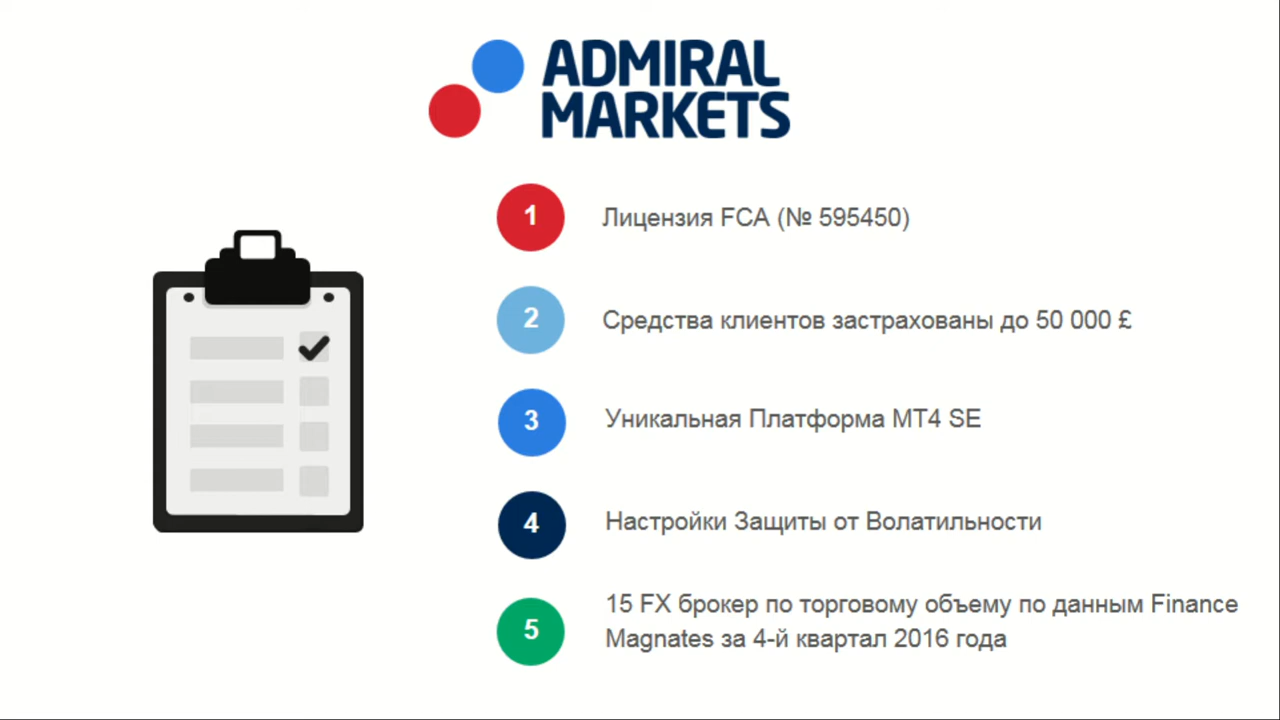 ADMIRAL
MARKETS
1 Лицензия FCA (№ 595450)
2 Средства клиентов застрахованы до 50 000 £
3 Уникальная Платформа MT4 SE
4 Настройки Защиты от Волатильности
5 15 FX брокер по торговому объему по данным Finance
Magnates за 4-й квартал 2016 года